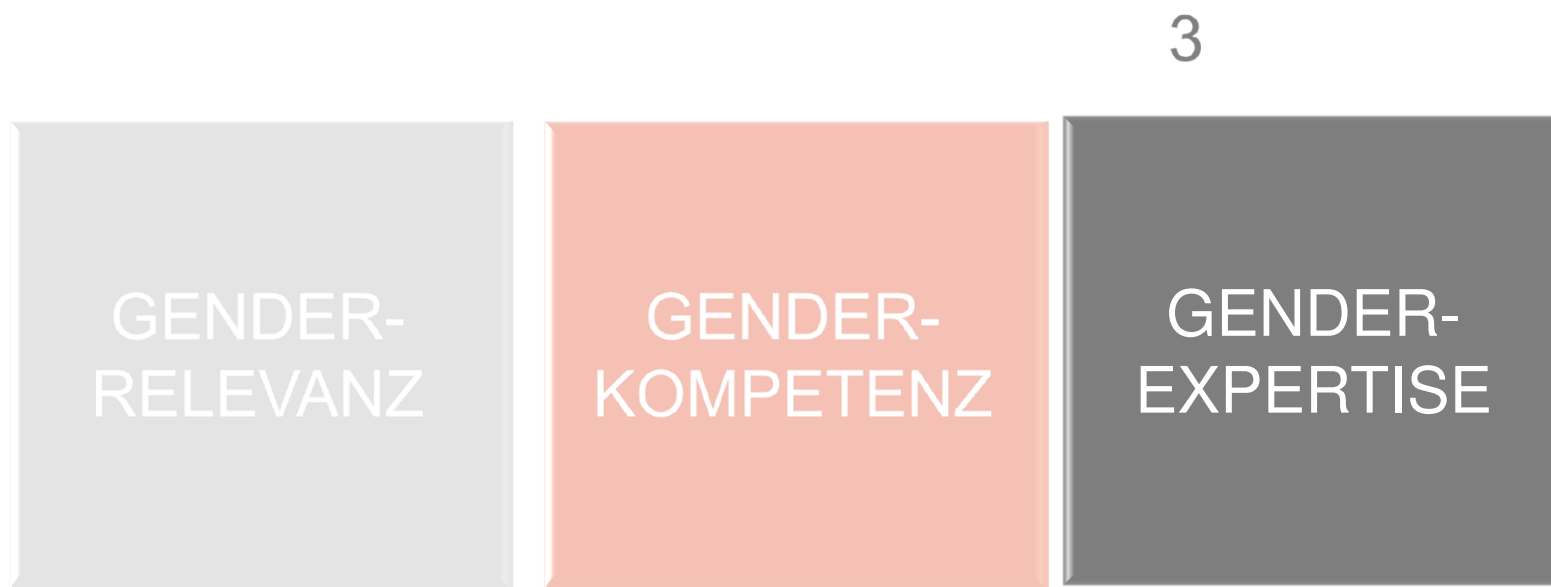 3
GENDER-
RELEVANZ
GENDER-
KOMPETENZ
GENDER-
EXPERTISE